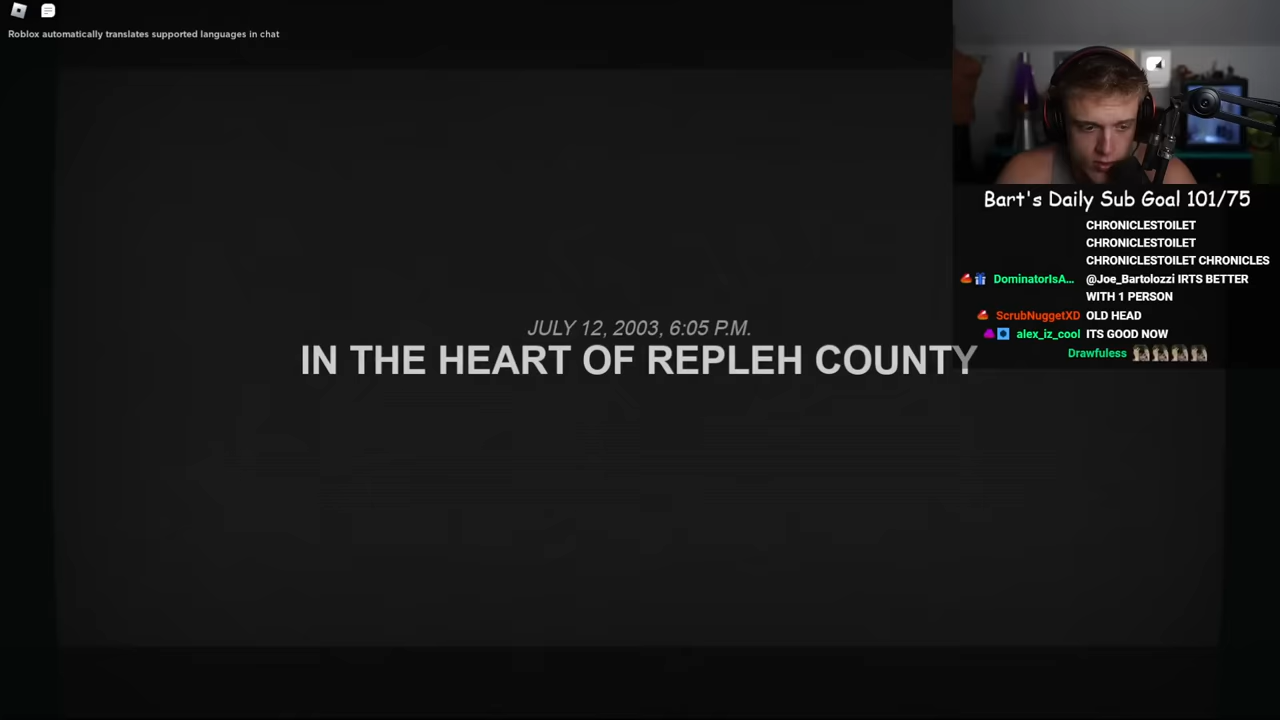 Roblox automatically translates supported languages in chat
JULY 12, 2003, 6:05 P.M.
IN THE HEART OF REPLEH COUNTY
Bart's Daily Sub Goal 101/75
CHRONICLESTOILET
CHRONICLESTOILET
CHRONICLESTOILET CHRONICLES
DominatorIsA... @Joe_Bartolozzi IRTS BETTER
WITH 1 PERSON
ScrubNuggetXD OLD HEAD
alex_iz_cool ITS GOOD NOW
Drawfuless